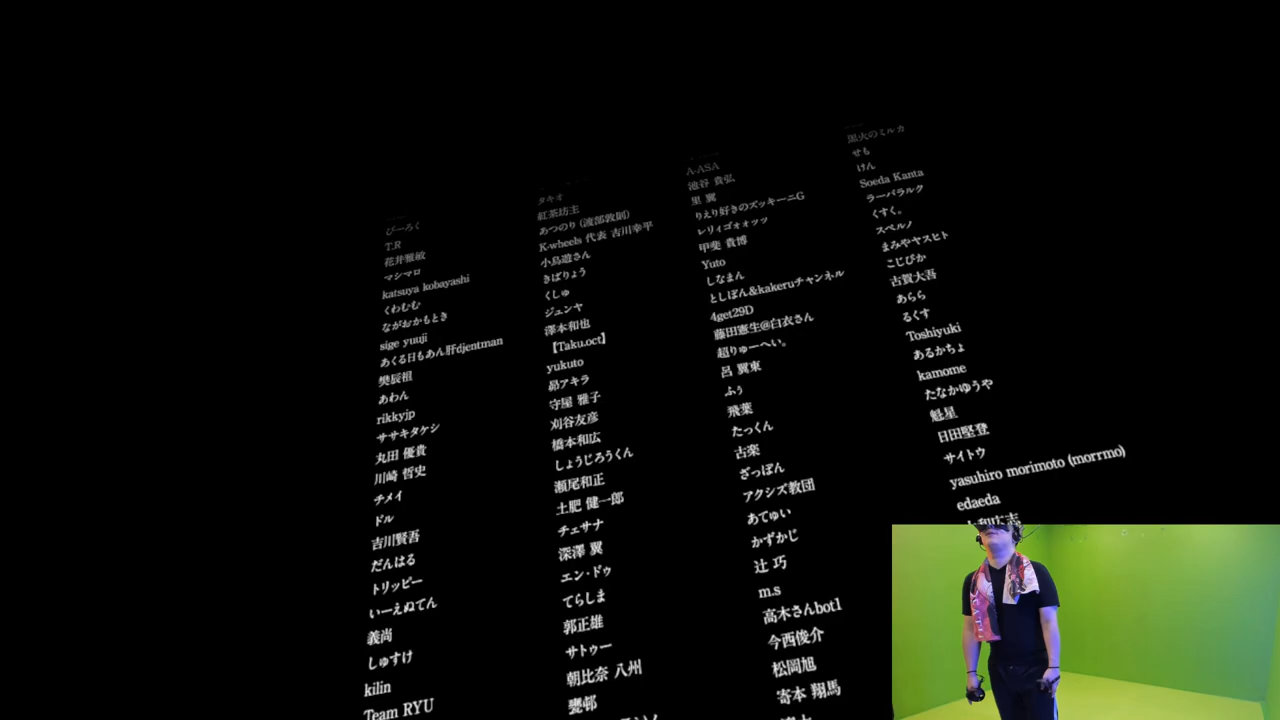 ぴーろく
T.R
花井雅敏
マシマロ
katsuya kobayashi
くわむむ
ながおかもとき
sige yuuji
あくる日もあん肝djentman
樊辰祖
あわん
rikkyjp
ササキタケシ
丸田 優貴
川崎 哲史
チメイ
ドル
吉川賢吾
だんはる
トリッピー
いーえぬてん
義尚
しゅすけ
kilin
Team RYU
タキオ
紅茶坊主
あつのり (渡部敦則)
K-wheels 代表 吉川幸平
小鳥遊さん
きばりょう
くしゅ
ジュンヤ
澤本和也
【Taku.oct】
yukuto
昴アキラ
守屋 雅子
刈谷友彦
橋本和広
しょうじろうくん
瀬尾和正
土肥 健一郎
チェサナ
深澤 翼
エン・ドゥ
てらしま
郭正雄
サトゥー
朝比奈 八州
甕邨
A-ASA
池谷 貴弘
里 翼
りえり好きのズッキーニG
レリィゴォォッッ
甲斐 貴博
Yuto
しなまん
としぽん&kakeruチャンネル
4get29D
藤田憲生@白衣さん
超りゅーへい。
呂 翼東
ふぅ
飛葉
たっくん
古楽
ざっぽん
アクシズ教団
あてゅい
かずかじ
辻 巧
m.s
高木さんbot1
今西俊介
松岡旭
寄本 翔馬
黒火のミルカ
せも
けん
Soeda Kanta
ラーバラルク
くすく。
スペルノ
まみやヤスヒト
こじぴか
古賀大吾
あらら
るくす
Toshiyuki
あるかちょ
kamome
たなかゆうや
魁星
日田堅登
サイトウ
yasuhiro morimoto (morrmo)
edaeda